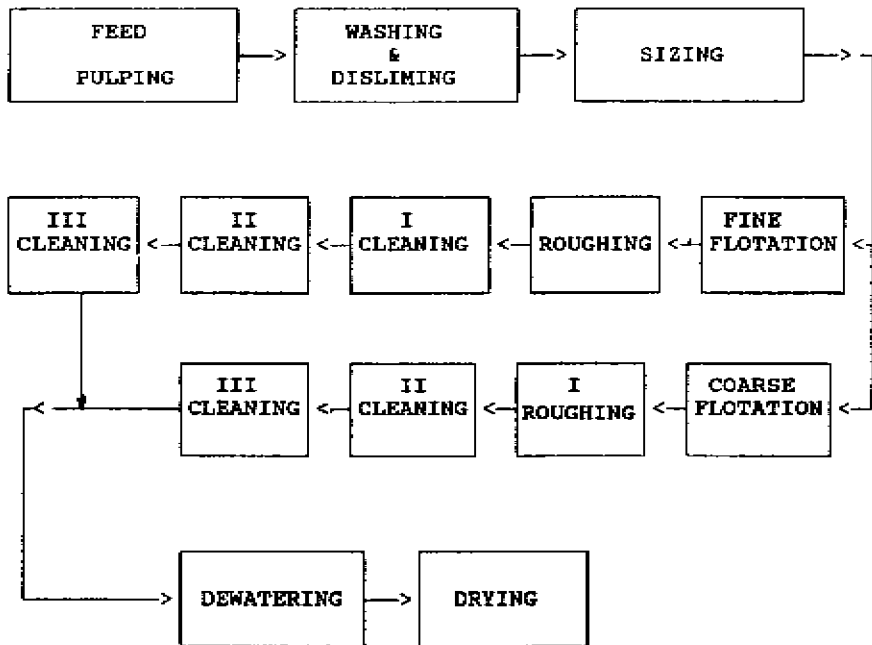 FEED
PULPING
WASHING
&
DISLIMING
SIZING
III
CLEANING
II
CLEANING
I
CLEANING
ROUGHING
FINE
FLOTATION
III
CLEANING
II
CLEANING
I
ROUGHING
COARSE
FLOTATION
DEWATERING
DRYING